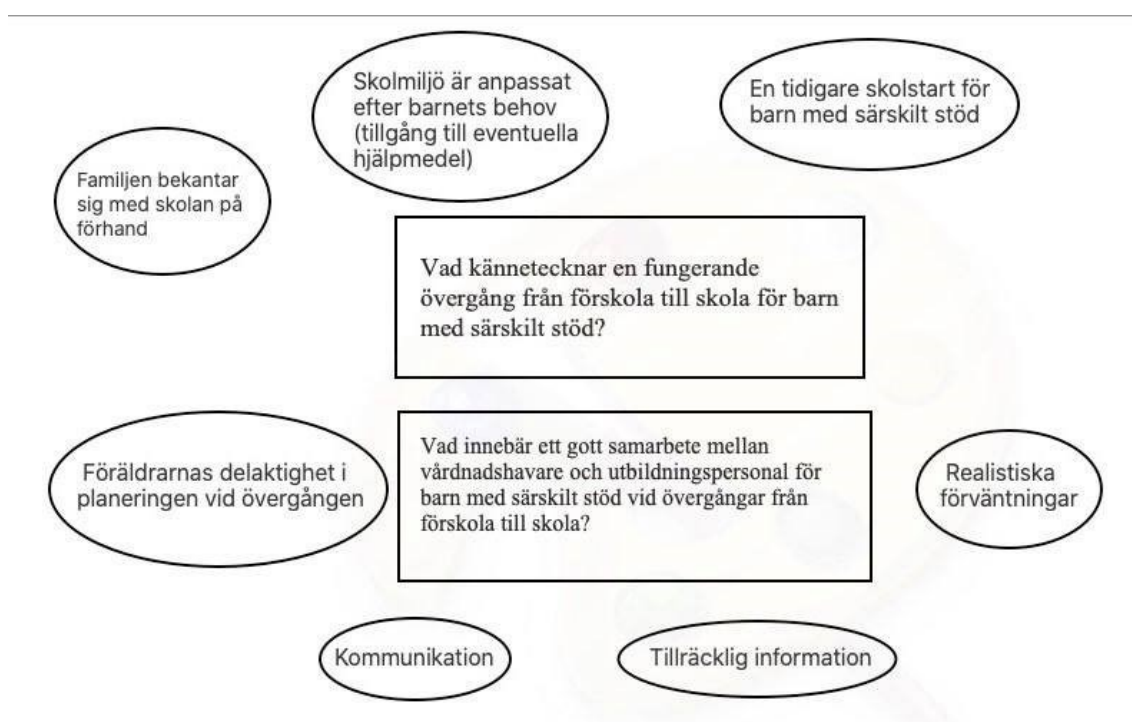 Skolmiljö är anpassat
efter barnets behov
(tillgång till eventuella
hjälpmedel)
En tidigare skolstart för
barn med särskilt stöd
Familjen bekantar
sig med skolan på
förhand
Vad kännetecknar en fungerande
övergång från förskola till skola för barn
med särskilt stöd?
Föräldrarnas delaktighet i
planeringen vid övergången
Vad innebär ett gott samarbete mellan
vårdnadshavare och utbildningspersonal för
barn med särskilt stöd vid övergångar från
förskola till skola?
Realistiska
förväntningar
Kommunikation
Tillräcklig information